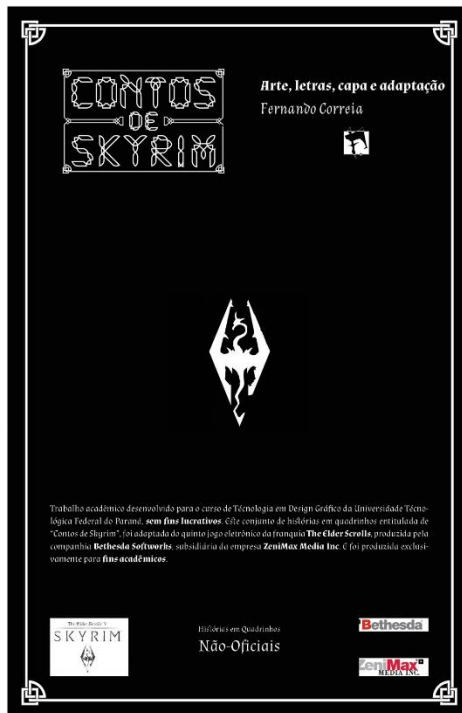 CONTOS
DE
SKYRIM
Arte, letras, capa e adaptação
Fernando Correia
Trabalho acadêmico desenvolvido para o curso de Técnologia em Design Gráfico da Universidade Técno-
lógica Federal do Paraná, sem fins lucrativos. Este conjunto de histórias em quadrinhos entitulada de
"Contos de Skyrim", foi adaptada do quinto jogo eletrônico da franquia The Elder Scrolls, produzida pela
companhia Bethesda Softworks, subsidiária da empresa ZeniMax Media Inc. E foi produzida exclusi-
vamente para fins acadêmicos.
The Elder Scrolls V
SKYRIM
Histórias em Quadrinhos
Não-Oficiais
Bethesda
ZeniMax
MEDIA INC.